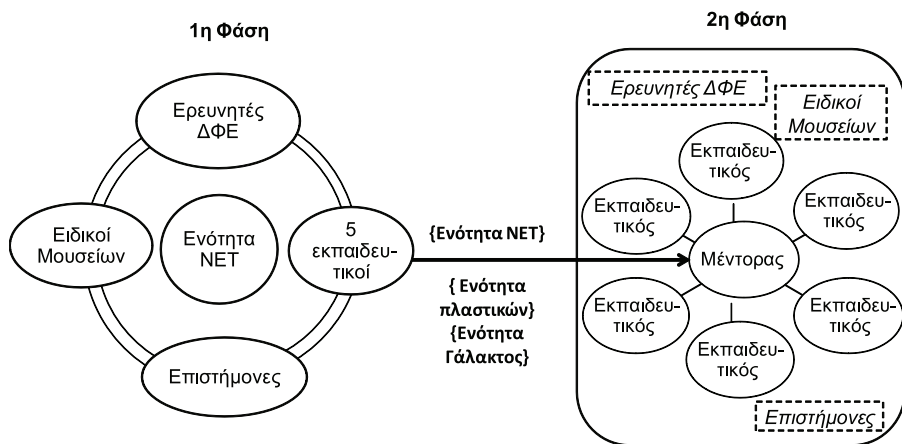 1η Φάση
Ερευνητές
ΔΦΕ
Ειδικοί
Μουσείων
Ενότητα
ΝΕΤ
5
εκπαιδευ-
τικοί
Επιστήμονες
{Ενότητα ΝΕΤ}
{ Ενότητα
πλαστικών}
{Ενότητα
Γάλακτος}
2η Φάση
Ερευνητές ΔΦΕ
Ειδικοί
Μουσείων
Εκπαιδευ-
τικός
Εκπαιδευ-
τικός
Εκπαιδευ-
τικός
Μέντορας
Εκπαιδευ-
τικός
Εκπαιδευ-
τικός
Εκπαιδευ-
τικός
Επιστήμονες